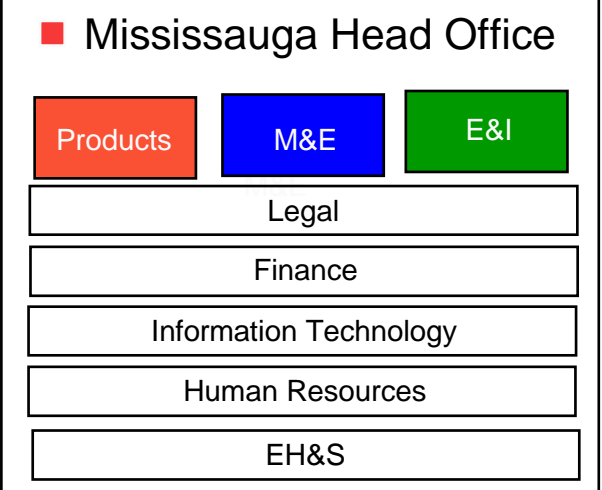 Mississauga Head Office
Products M&E E&I
Legal
Finance
Information Technology
Human Resources
EH&S